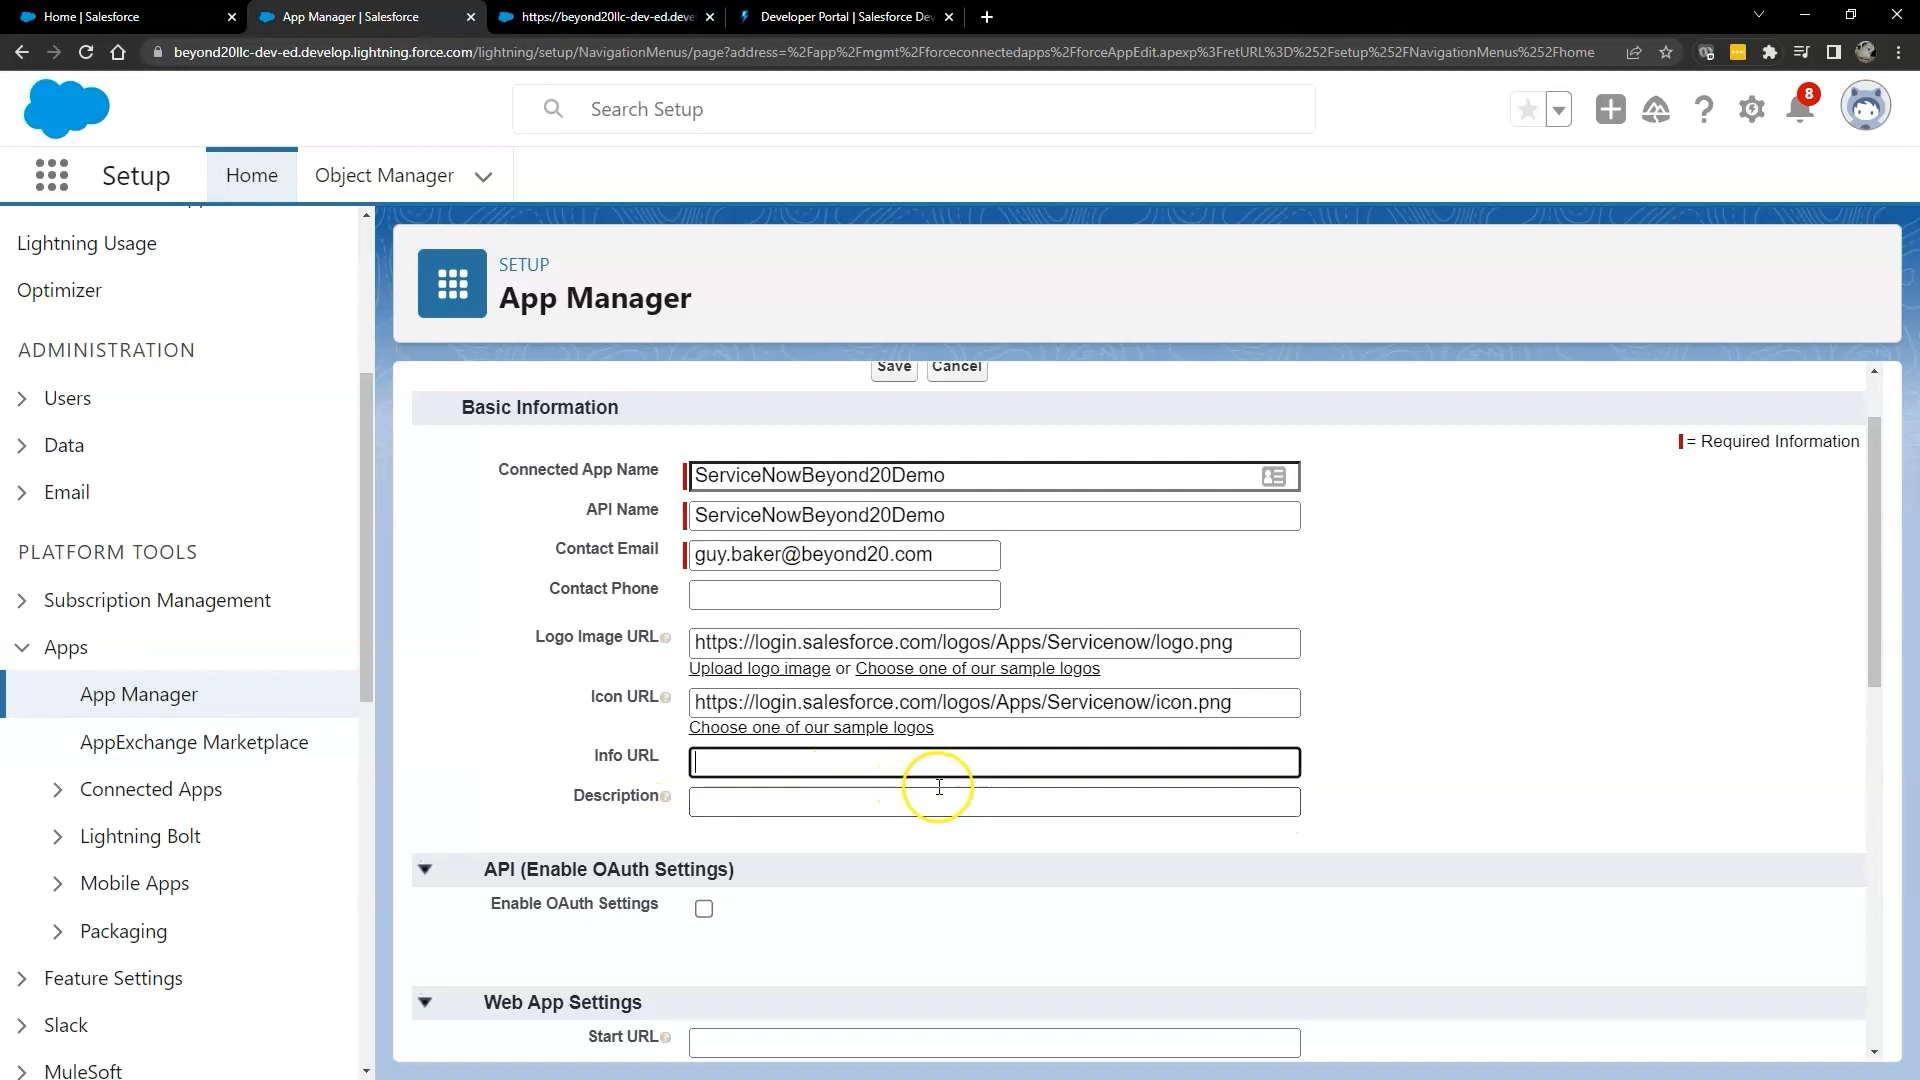 Home | Salesforce
App Manager | Salesforce
https://beyond20llc-dev-ed.deve
Developer Portal | Salesforce Dev
beyond20llc-dev-ed.develop.lightning.force.com/lightning/setup/NavigationMenus/page?address=%2Fapp%2Fmgmt%2Fforceconnectedapps%2FforceAppEdit.apexp%3FretURL%3D%252Fsetup%252FNavigationMenus%252Fhome
Search Setup
8
Setup
Home
Object Manager
Lightning Usage
Optimizer
ADMINISTRATION
Users
Data
Email
PLATFORM TOOLS
Subscription Management
Apps
App Manager
AppExchange Marketplace
Connected Apps
Lightning Bolt
Mobile Apps
Packaging
Feature Settings
Slack
MuleSoft
SETUP
App Manager
Save Cancel
Basic Information
= Required Information
Connected App Name ServiceNowBeyond20Demo
API Name ServiceNowBeyond20Demo
Contact Email guy.baker@beyond20.com
Contact Phone
Logo Image URL https://login.salesforce.com/logos/Apps/Servicenow/logo.png
Upload logo image or Choose one of our sample logos
Icon URL https://login.salesforce.com/logos/Apps/Servicenow/icon.png
Choose one of our sample logos
Info URL
Description
API (Enable OAuth Settings)
Enable OAuth Settings
Web App Settings
Start URL